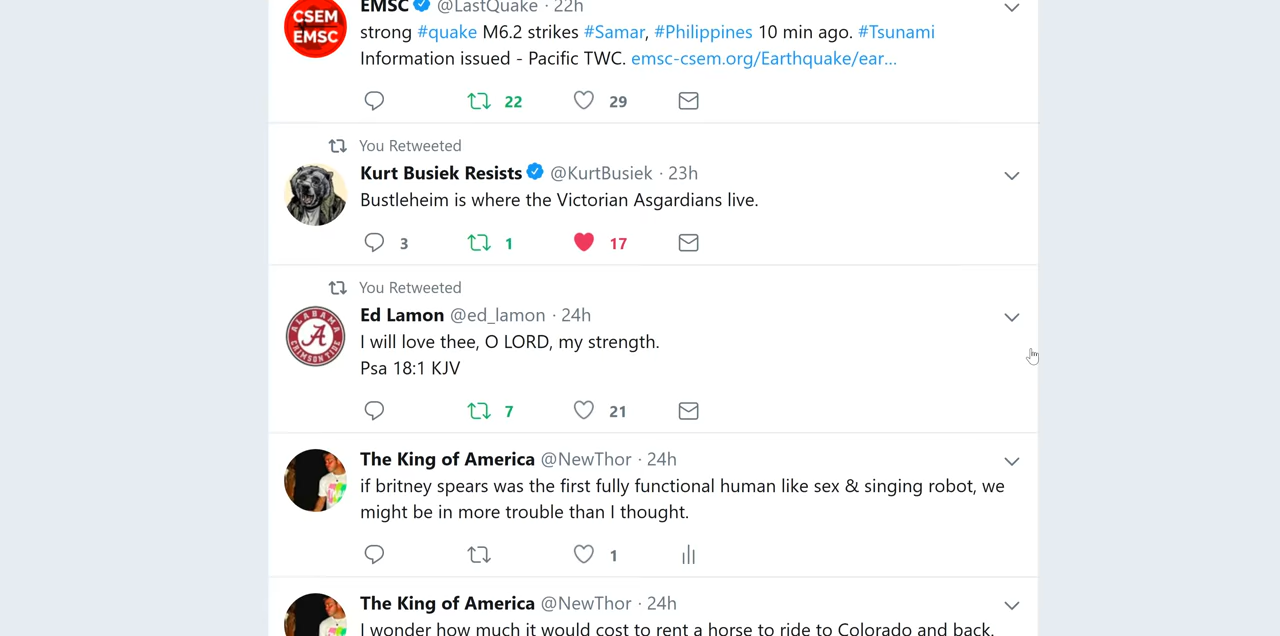 CSEM
EMSC
EMSC @LastQuake · 22h
strong #quake M6.2 strikes #Samar, #Philippines 10 min ago. #Tsunami
Information issued - Pacific TWC. emsc-csem.org/Earthquake/ear...
22 29
You Retweeted
Kurt Busiek Resists @KurtBusiek · 23h
Bustleheim is where the Victorian Asgardians live.
3 1 17
You Retweeted
ALABAMA
A
CRIMSON TIDE
Ed Lamon @ed_lamon · 24h
I will love thee, O LORD, my strength.
Psa 18:1 KJV
7 21
The King of America @NewThor · 24h
if britney spears was the first fully functional human like sex & singing robot, we
might be in more trouble than I thought.
1
The King of America @NewThor · 24h
I wonder how much it would cost to rent a horse to ride to Colorado and back.